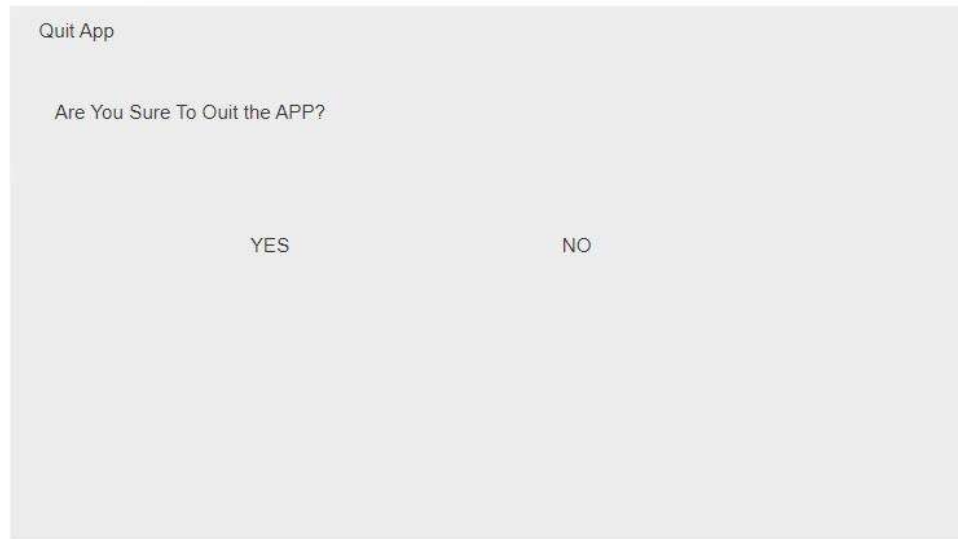 Quit App
Are You Sure To Ouit the APP?
YES
NO